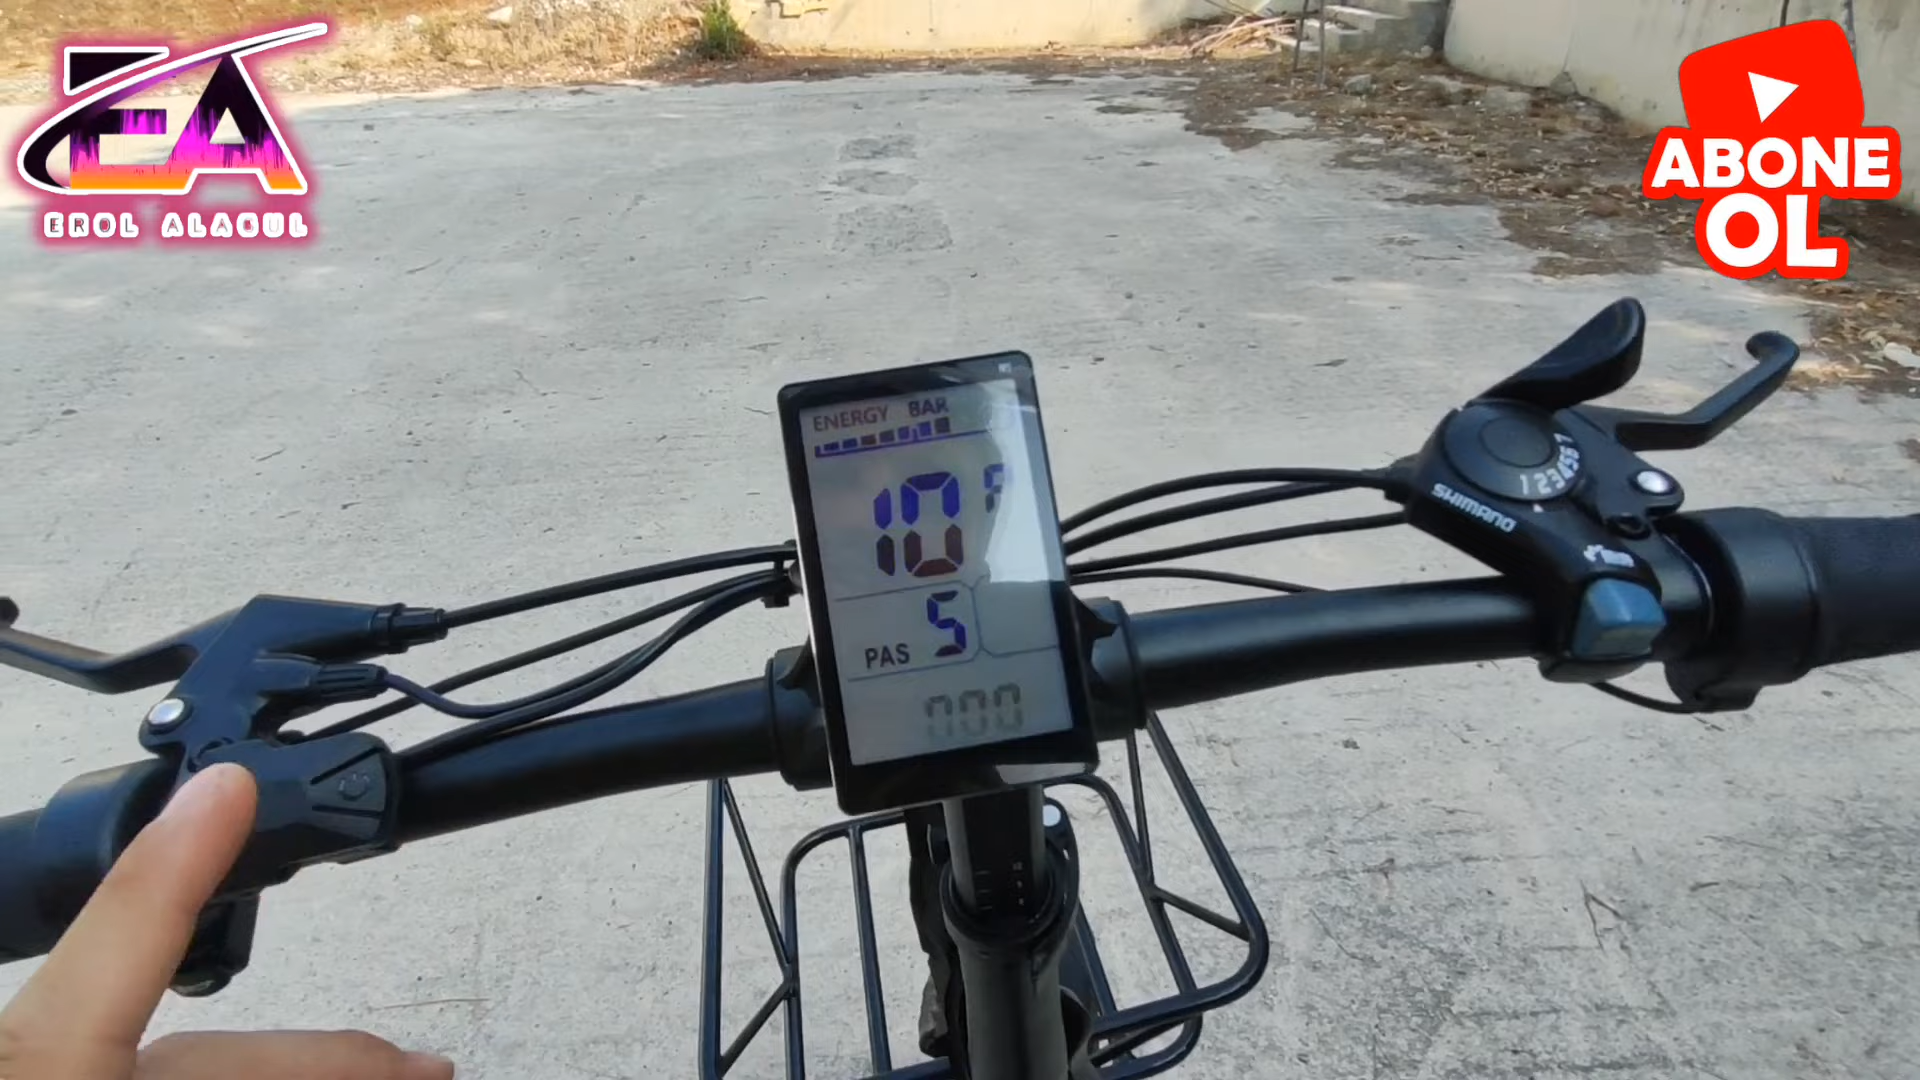 EA
EROL ALAGUL
ABONE
OL
ENERGY BAR
10 P
PAS 5
000
1234567
SHIMANO